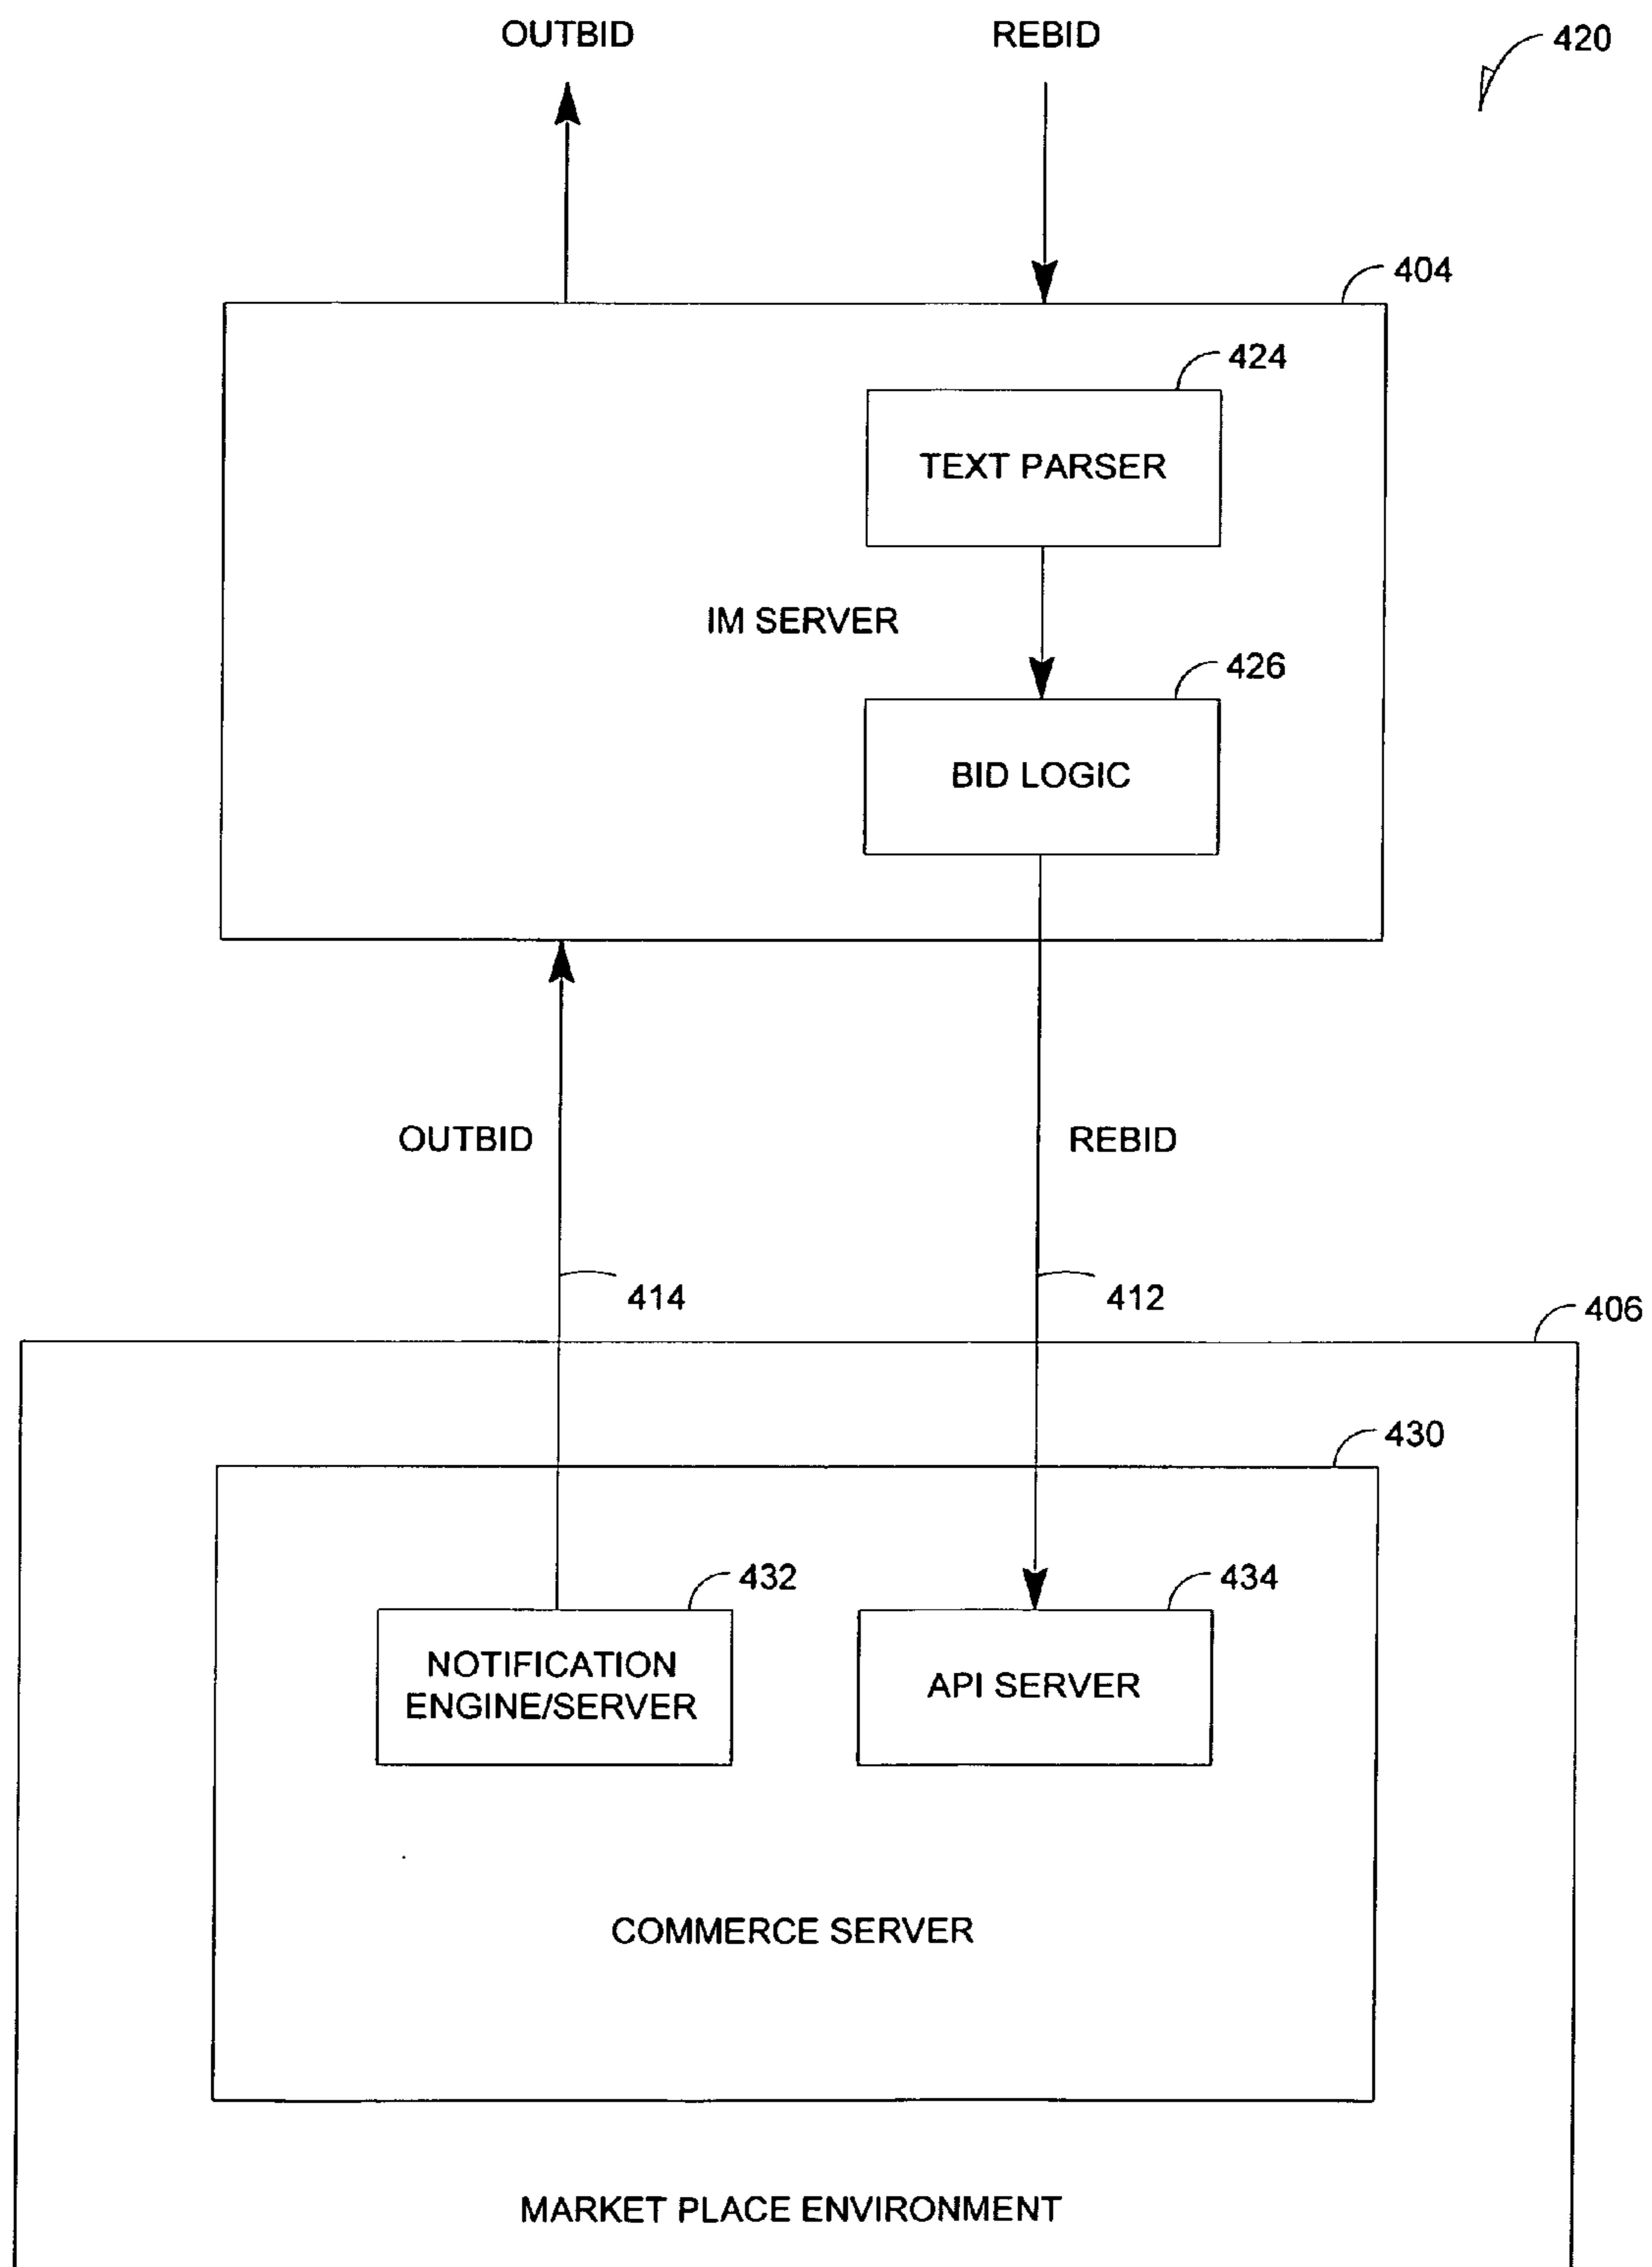 OUTBID
REBID
420
404
424
TEXT PARSER
IM SERVER
426
BID LOGIC
OUTBID
REBID
414
412
406
430
432
434
NOTIFICATION
ENGINE/SERVER
API SERVER
COMMERCE SERVER
MARKET PLACE ENVIRONMENT